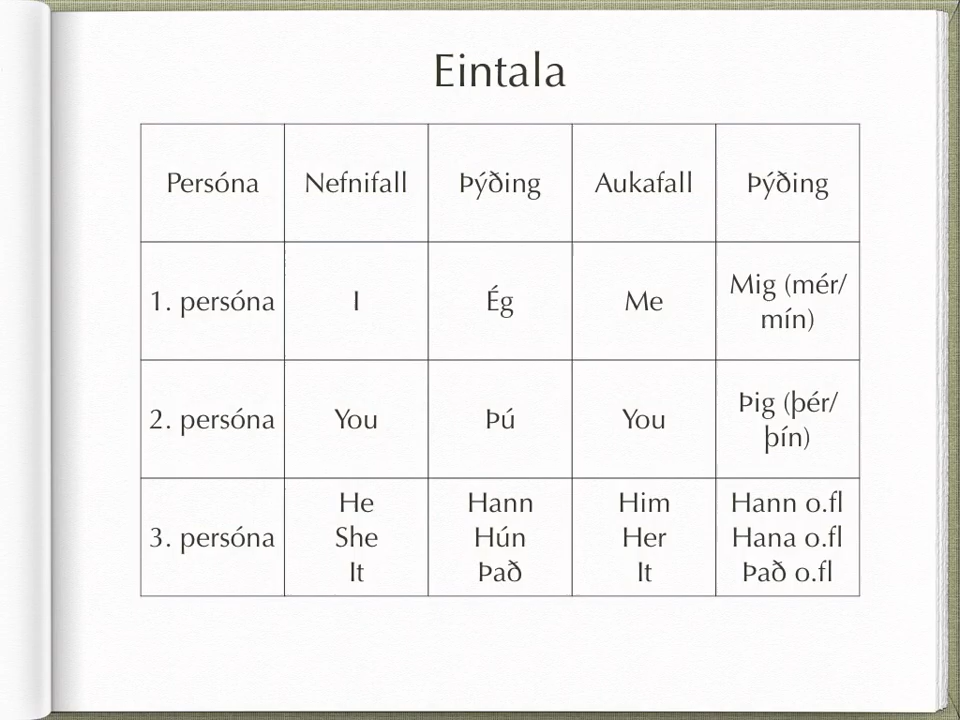 Eintala
Persóna Nefnifall Þýðing Aukafall Þýðing
1. persóna I Ég Me Mig (mér/
mín)
2. persóna You Þú You Þig (þér/
þín)
3. persóna He Hann Him Hann o.fl
She Hún Her Hana o.fl
It Það It Það o.fl